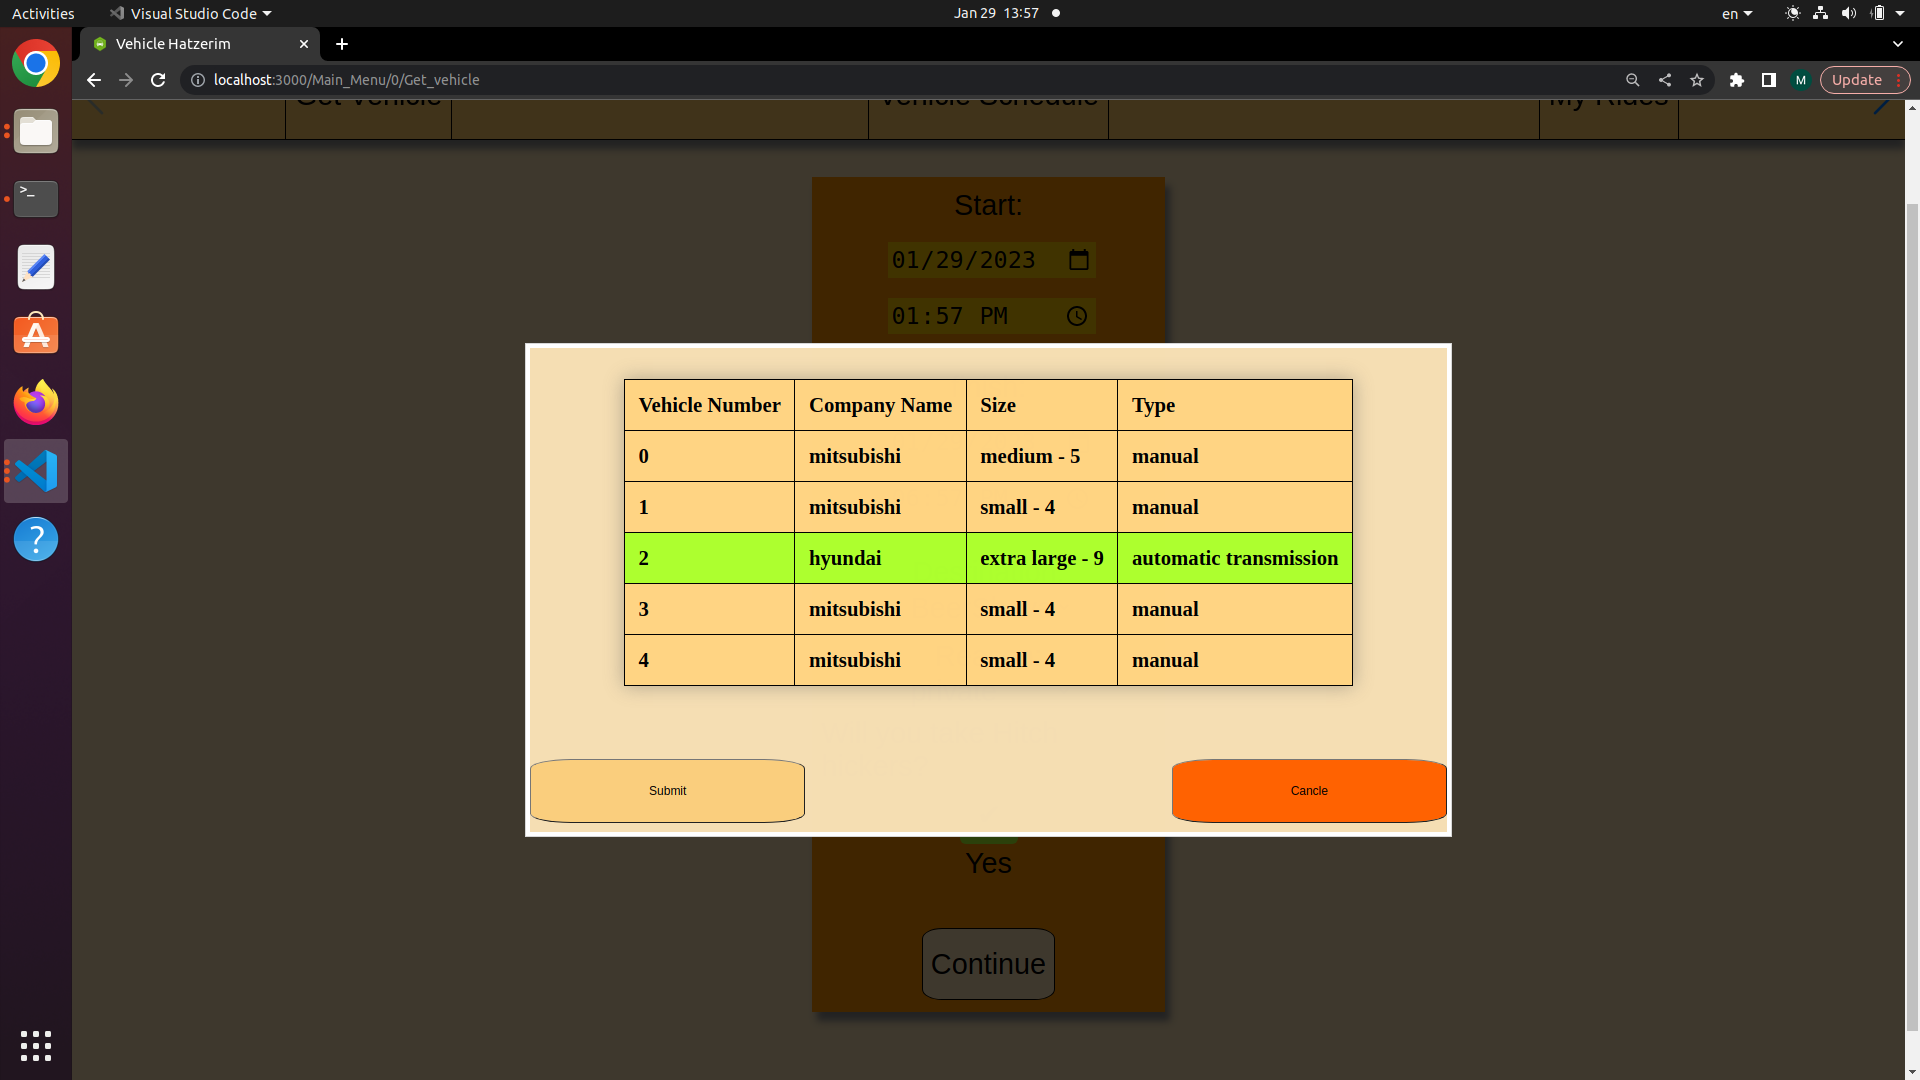 Activities Visual Studio Code Jan 29 13:57 en
Vehicle Hatzerim
localhost:3000/Main_Menu/0/Get_vehicle M Update
Get Vehicle Vehicle Schedule My Rides
Start:
01/29/2023
01:57 PM
Vehicle Number Company Name Size Type
0 mitsubishi medium - 5 manual
1 mitsubishi small - 4 manual
2 hyundai extra large - 9 automatic transmission
3 mitsubishi small - 4 manual
4 mitsubishi small - 4 manual
Submit Cancle
Yes
Continue